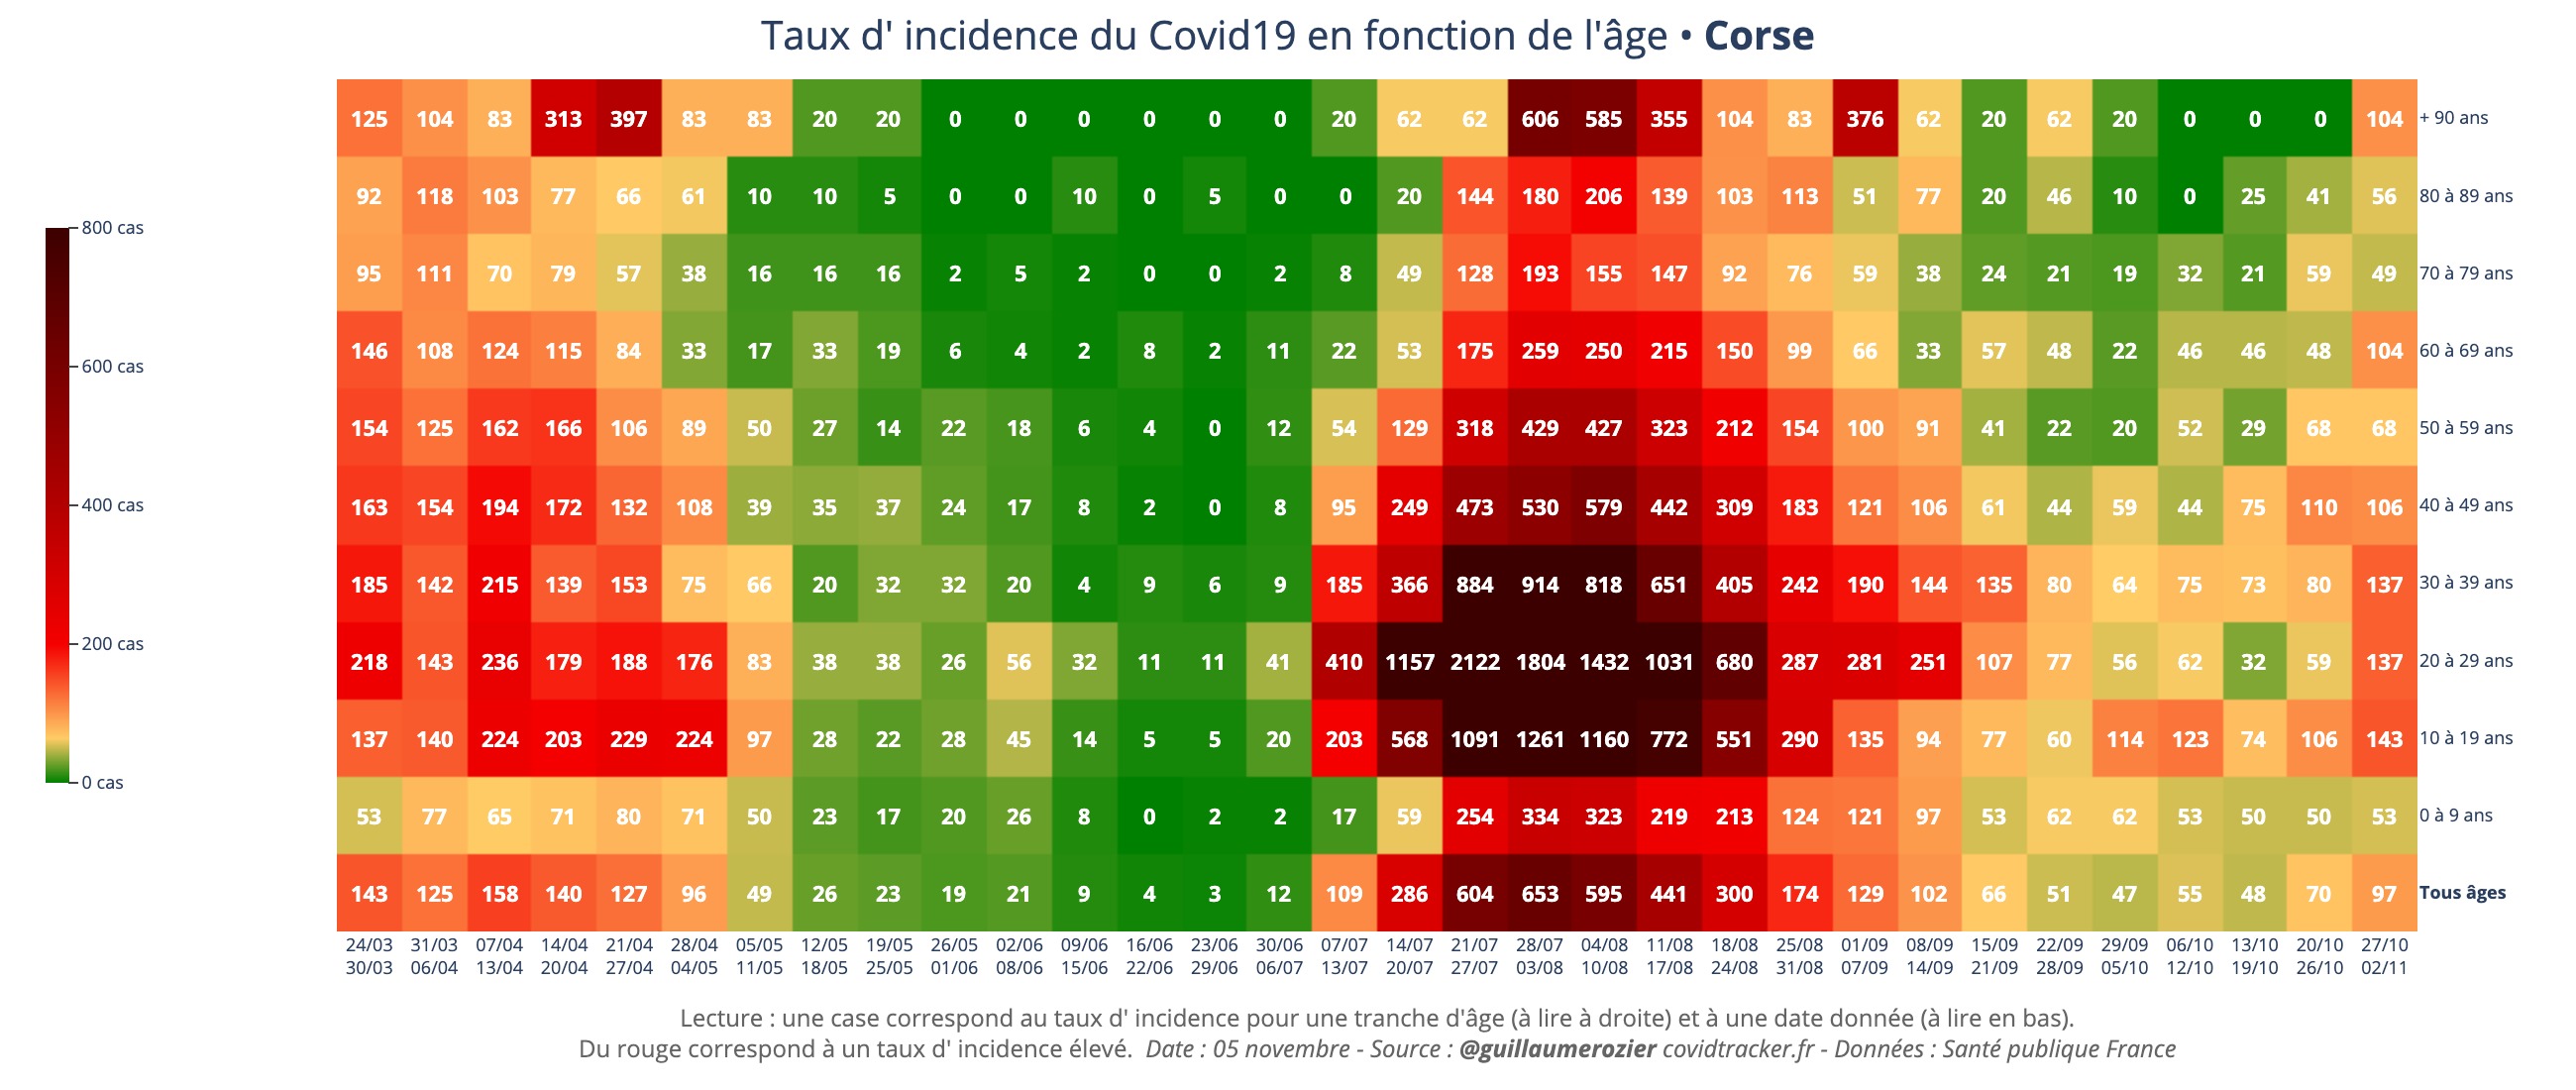 Taux d' incidence du Covid19 en fonction de l'âge • Corse
125 104 83 313 397 83 83 20 20 0 0 0 0 0 0 20 62 62 606 585 355 104 83 376 62 20 62 20 0 0 0 104 + 90 ans
92 118 103 77 66 61 10 10 5 0 0 10 0 5 0 0 20 144 180 206 139 103 113 51 77 20 46 10 0 25 41 56 80 à 89 ans
800 cas
95 111 70 79 57 38 16 16 16 2 5 2 0 0 2 8 49 128 193 155 147 92 76 59 38 24 21 19 32 21 59 49 70 à 79 ans
146 108 124 115 84 33 17 33 19 6 4 2 8 2 11 22 53 175 259 250 215 150 99 66 33 57 48 22 46 46 48 104 60 à 69 ans
600 cas
154 125 162 166 106 89 50 27 14 22 18 6 4 0 12 54 129 318 429 427 323 212 154 100 91 41 22 20 52 29 68 68 50 à 59 ans
400 cas
163 154 194 172 132 108 39 35 37 24 17 8 2 0 8 95 249 473 530 579 442 309 183 121 106 61 44 59 44 75 110 106 40 à 49 ans
185 142 215 139 153 75 66 20 32 32 20 4 9 6 9 185 366 884 914 818 651 405 242 190 144 135 80 64 75 73 80 137 30 à 39 ans
200 cas
218 143 236 179 188 176 83 38 38 26 56 32 11 11 41 410 1157 2122 1804 1432 1031 680 287 281 251 107 77 56 62 32 59 137 20 à 29 ans
137 140 224 203 229 224 97 28 22 28 45 14 5 5 20 203 568 1091 1261 1160 772 551 290 135 94 77 60 114 123 74 106 143 10 à 19 ans
0 cas
53 77 65 71 80 71 50 23 17 20 26 8 0 2 2 17 59 254 334 323 219 213 124 121 97 53 62 62 53 50 50 53 0 à 9 ans
143 125 158 140 127 96 49 26 23 19 21 9 4 3 12 109 286 604 653 595 441 300 174 129 102 66 51 47 55 48 70 97 Tous âges
24/03 31/03 07/04 14/04 21/04 28/04 05/05 12/05 19/05 26/05 02/06 09/06 16/06 23/06 30/06 07/07 14/07 21/07 28/07 04/08 11/08 18/08 25/08 01/09 08/09 15/09 22/09 29/09 06/10 13/10 20/10 27/10
30/03 06/04 13/04 20/04 27/04 04/05 11/05 18/05 25/05 01/06 08/06 15/06 22/06 29/06 06/07 13/07 20/07 27/07 03/08 10/08 17/08 24/08 31/08 07/09 14/09 21/09 28/09 05/10 12/10 19/10 26/10 02/11
Lecture : une case correspond au taux d' incidence pour une tranche d'âge (à lire à droite) et à une date donnée (à lire en bas).
Du rouge correspond à un taux d' incidence élevé. Date : 05 novembre - Source : @guillaumerozier covidtracker.fr - Données : Santé publique France